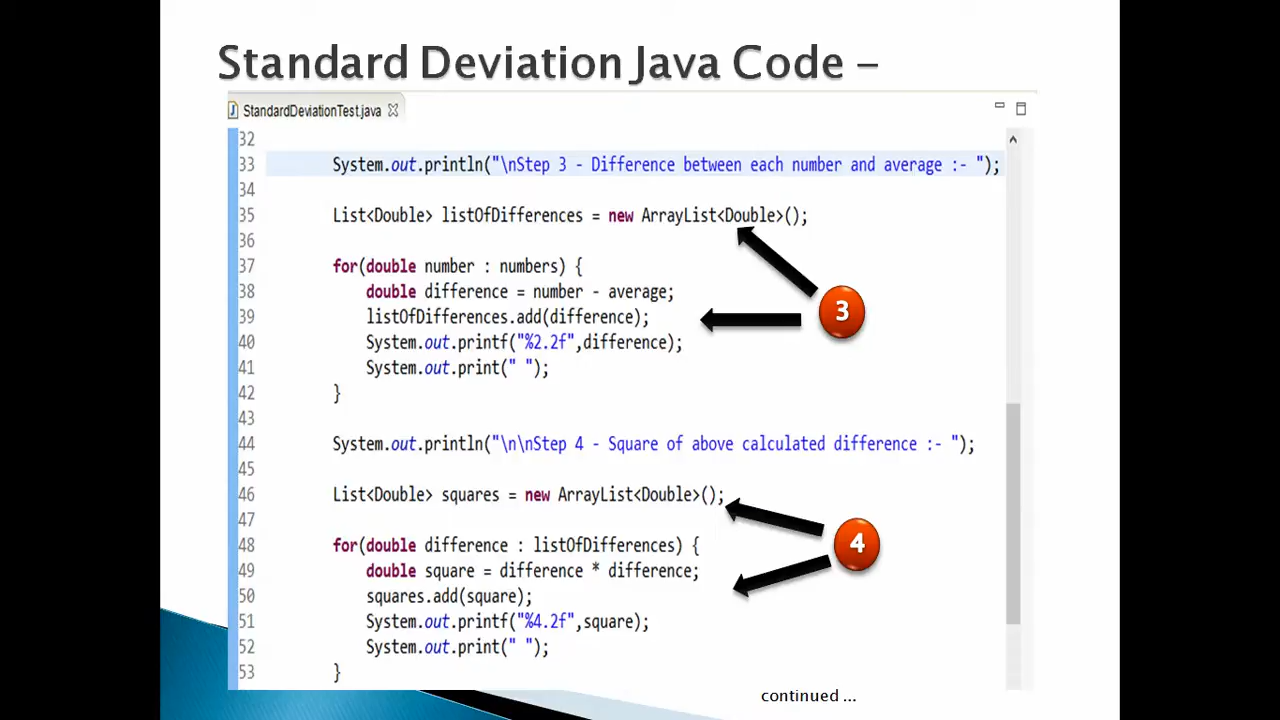 Standard Deviation Java Code –
StandardDeviationTest.java
32
33 System.out.println("\nStep 3 - Difference between each number and average :- ");
34
35 List<Double> listOfDifferences = new ArrayList<Double>();
36
37 for(double number : numbers) {
38 double difference = number - average;
39 listOfDifferences.add(difference);
40 System.out.printf("%2.2f",difference);
41 System.out.print(" ");
42 }
43
44 System.out.println("\n\nStep 4 - Square of above calculated difference :- ");
45
46 List<Double> squares = new ArrayList<Double>();
47
48 for(double difference : listOfDifferences) {
49 double square = difference * difference;
50 squares.add(square);
51 System.out.printf("%4.2f",square);
52 System.out.print(" ");
53 }
3
4
continued ...